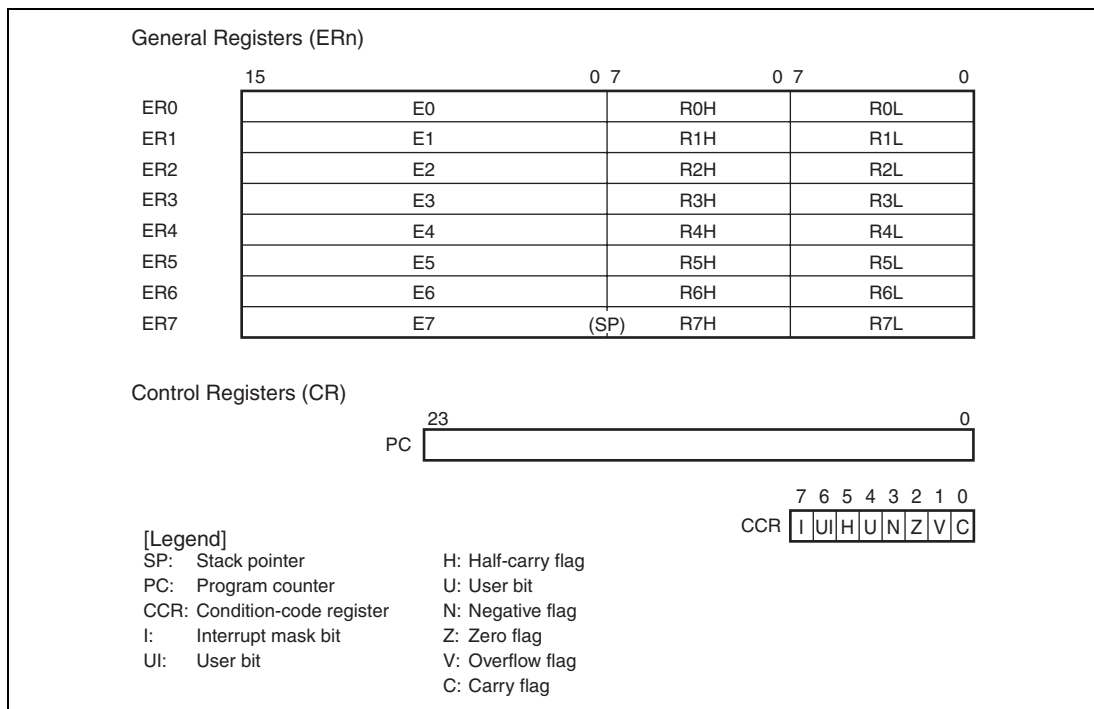 General Registers (ERn)
15 0 7 0 7 0
ER0 E0 R0H R0L
ER1 E1 R1H R1L
ER2 E2 R2H R2L
ER3 E3 R3H R3L
ER4 E4 R4H R4L
ER5 E5 R5H R5L
ER6 E6 R6H R6L
ER7 E7 (SP) R7H R7L
Control Registers (CR)
23 0
PC
7 6 5 4 3 2 1 0
CCR I UI H U N Z V C
[Legend]
SP: Stack pointer
PC: Program counter
CCR: Condition-code register
I: Interrupt mask bit
UI: User bit
H: Half-carry flag
U: User bit
N: Negative flag
Z: Zero flag
V: Overflow flag
C: Carry flag